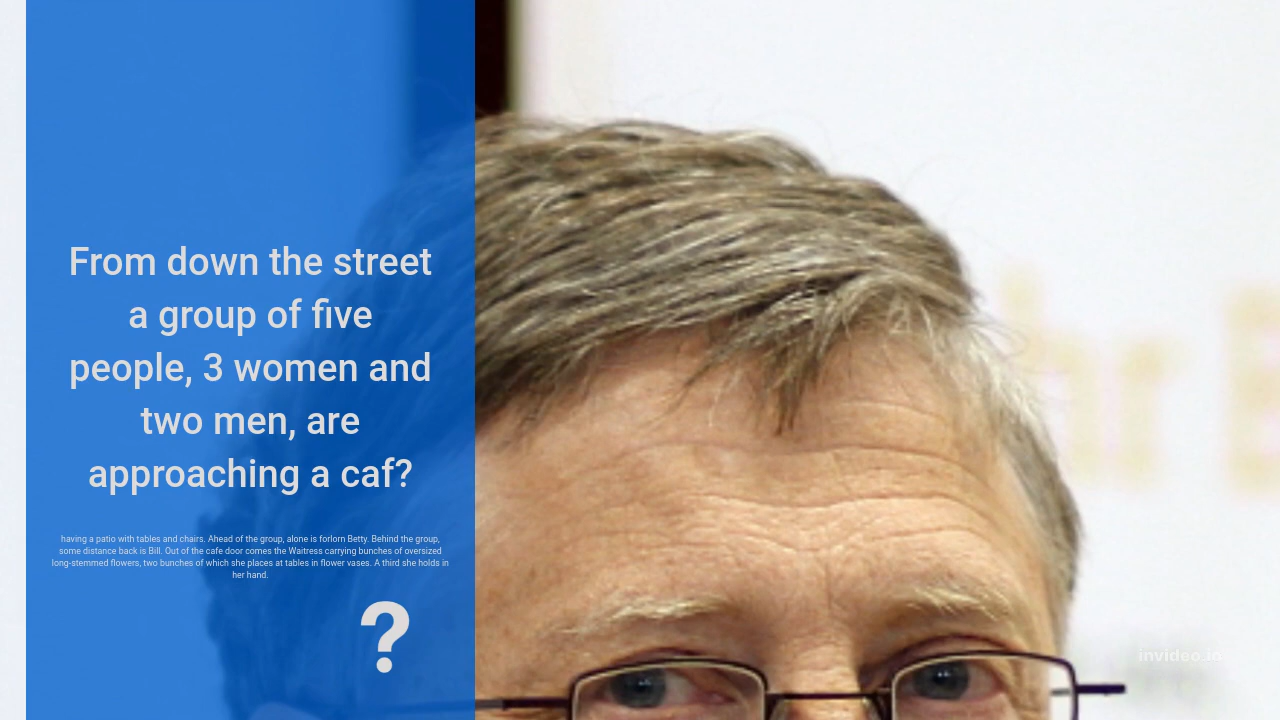 From down the street
a group of five
people, 3 women and
two men, are
approaching a caf?
having a patio with tables and chairs. Ahead of the group, alone is forlorn Betty. Behind the group,
some distance back is Bill. Out of the cafe door comes the Waitress carrying bunches of oversized
long-stemmed flowers, two bunches of which she places at tables in flower vases. A third she holds in
her hand.
?
invideo.io